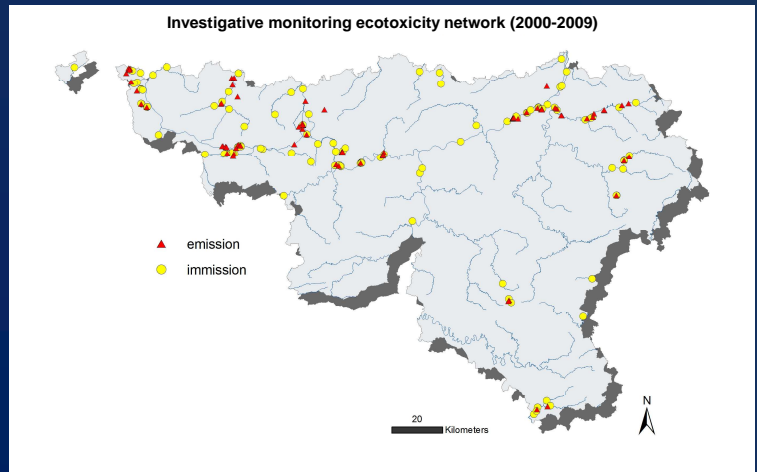 Investigative monitoring ecotoxicity network (2000-2009)
emission
immission
N
20
Kilometers